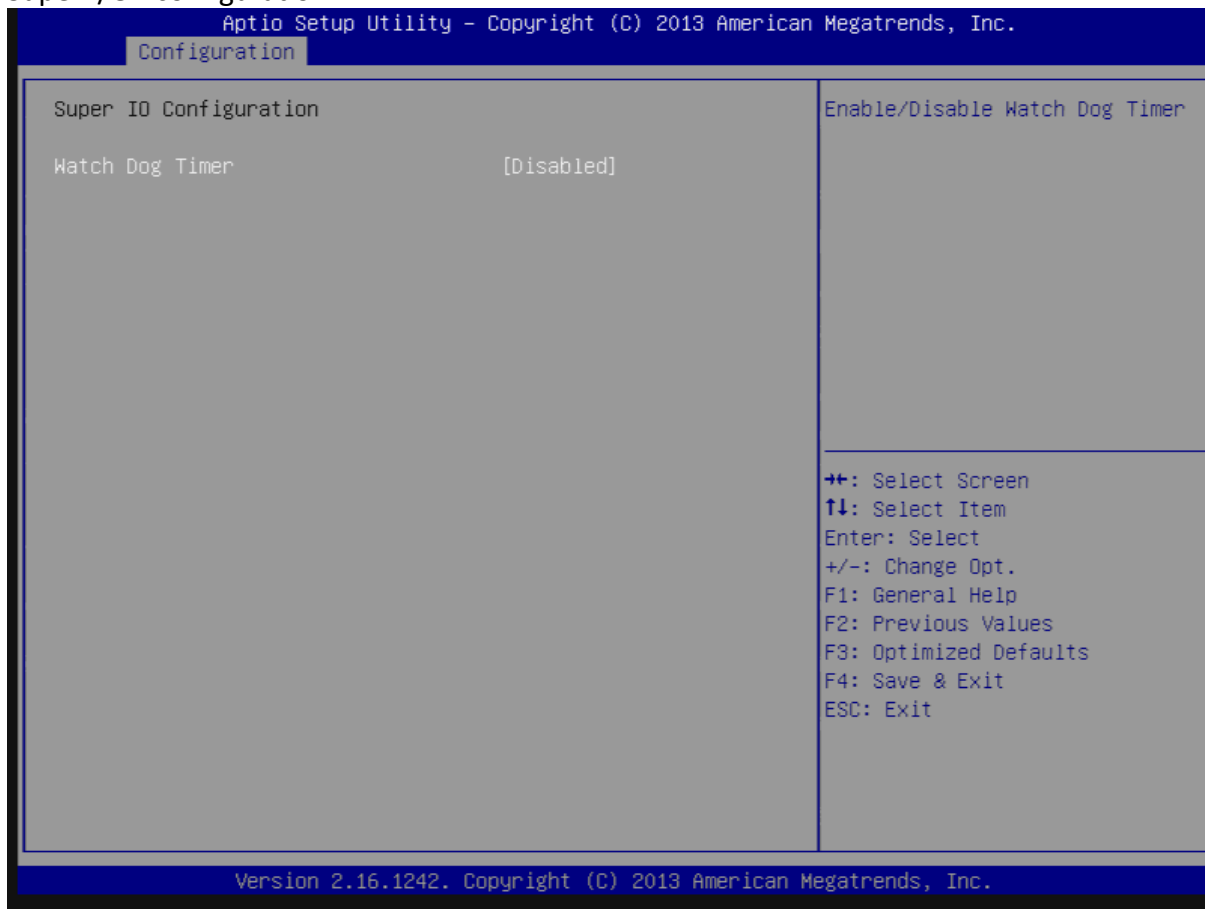 Aptio Setup Utility – Copyright (C) 2013 American Megatrends, Inc.
Configuration
Super IO Configuration
Watch Dog Timer [Disabled]
Enable/Disable Watch Dog Timer
→←: Select Screen
↑↓: Select Item
Enter: Select
+/-: Change Opt.
F1: General Help
F2: Previous Values
F3: Optimized Defaults
F4: Save & Exit
ESC: Exit
Version 2.16.1242. Copyright (C) 2013 American Megatrends, Inc.